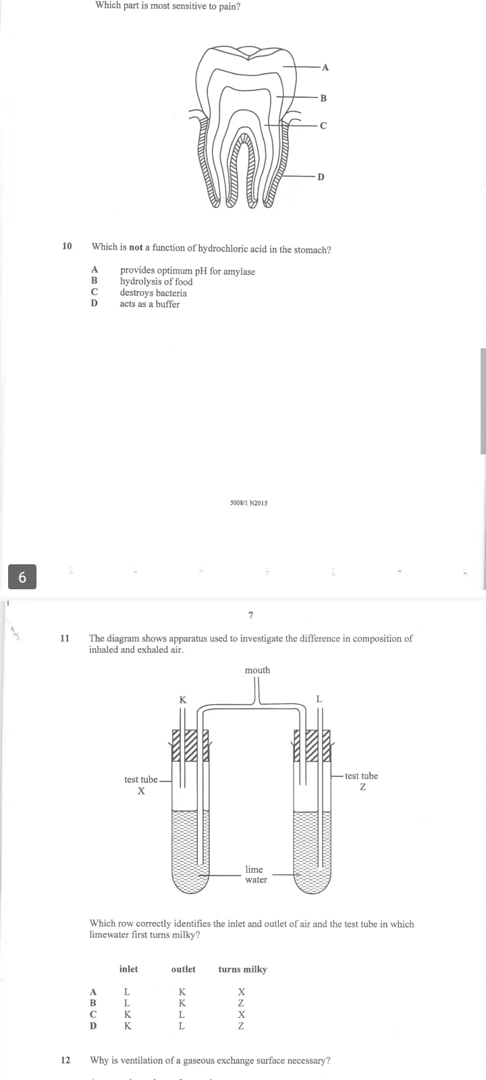 Which part is most sensitive to pain?
A
B
C
D
10 Which is not a function of hydrochloric acid in the stomach?
A provides optimum pH for amylase
B hydrolysis of food
C destroys bacteria
D acts as a buffer
5008/1 N2015
6
7
11 The diagram shows apparatus used to investigate the difference in composition of
inhaled and exhaled air.
mouth
K
L
test tube
X
test tube
Z
lime
water
Which row correctly identifies the inlet and outlet of air and the test tube in which
limewater first turns milky?
inlet outlet turns milky
A L K X
B L K Z
C K L X
D K L Z
12 Why is ventilation of a gaseous exchange surface necessary?